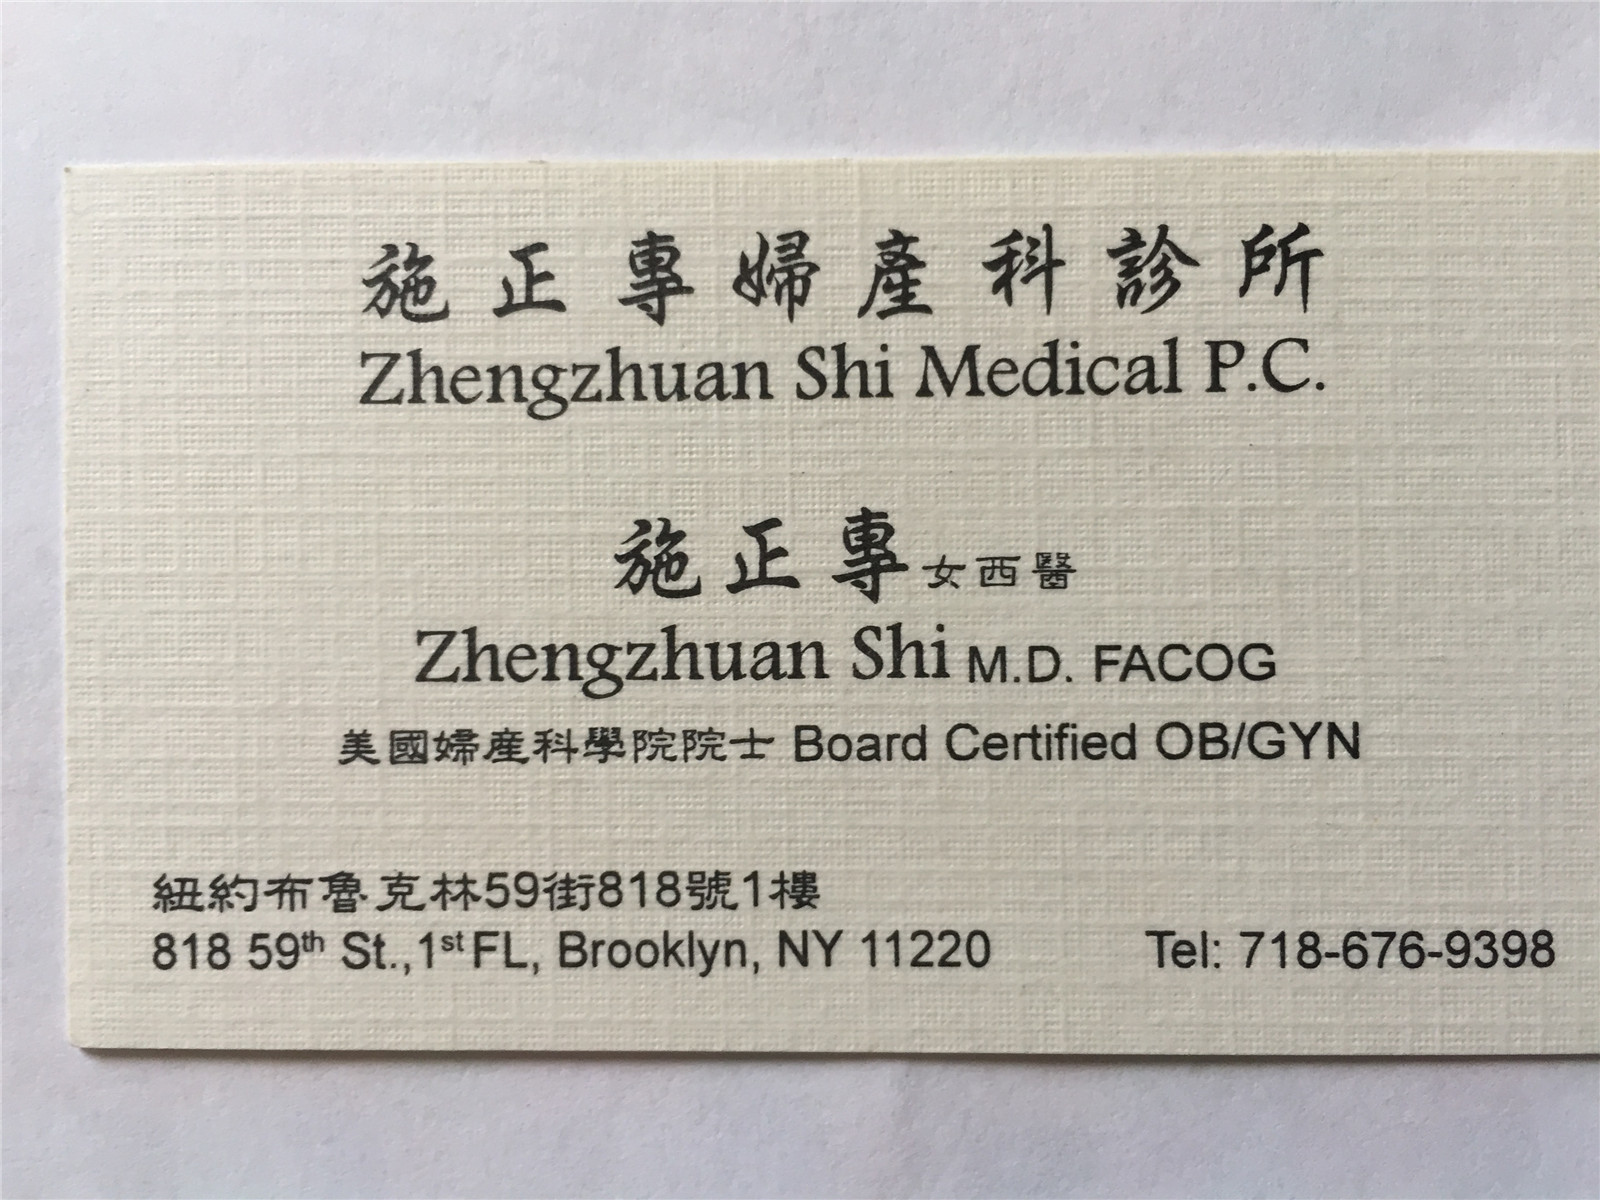 施正專婦產科診所
Zhengzhuan Shi Medical P.C.
施正專女西醫
Zhengzhuan Shi M.D. FACOG
美國婦產科學院院士 Board Certified OB/GYN
紐約布魯克林59街818號1樓
818 59th St.,1st FL, Brooklyn, NY 11220 Tel: 718-676-9398